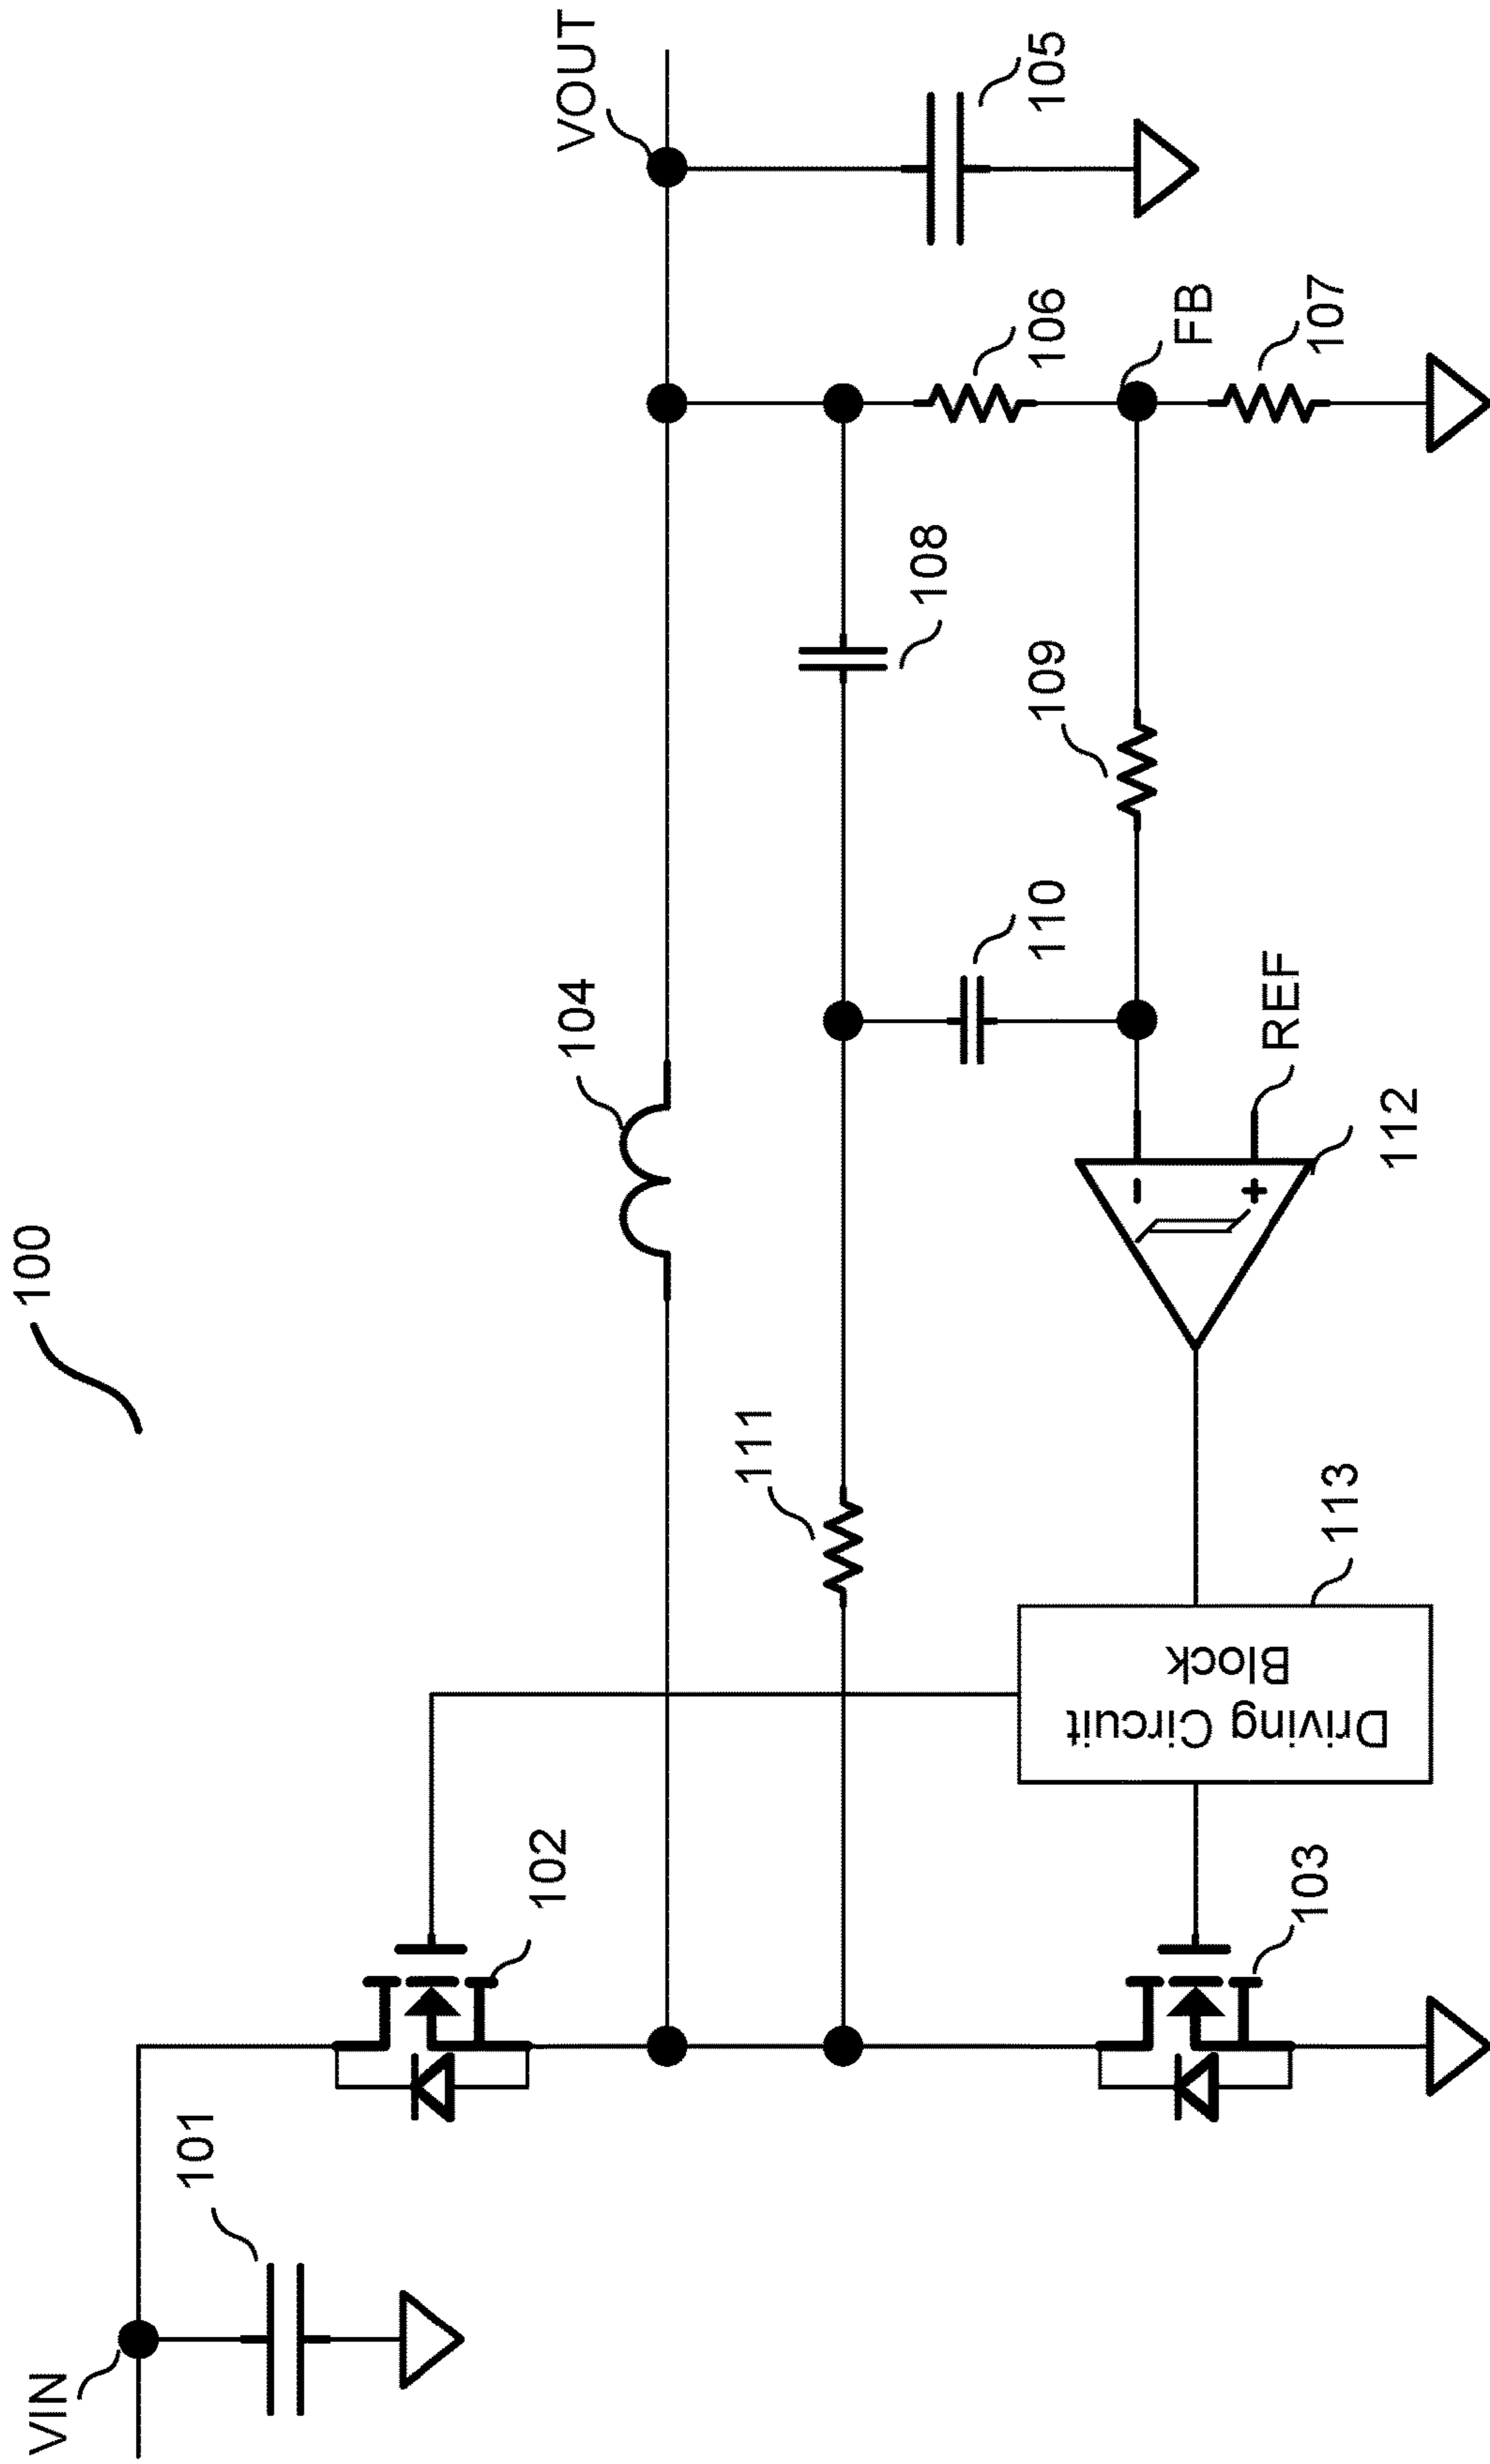 100
VIN
101
102
104
VOUT
105
111
108
106
110
109
FB
107
REF
112
103
Driving Circuit
Block
113
-
+